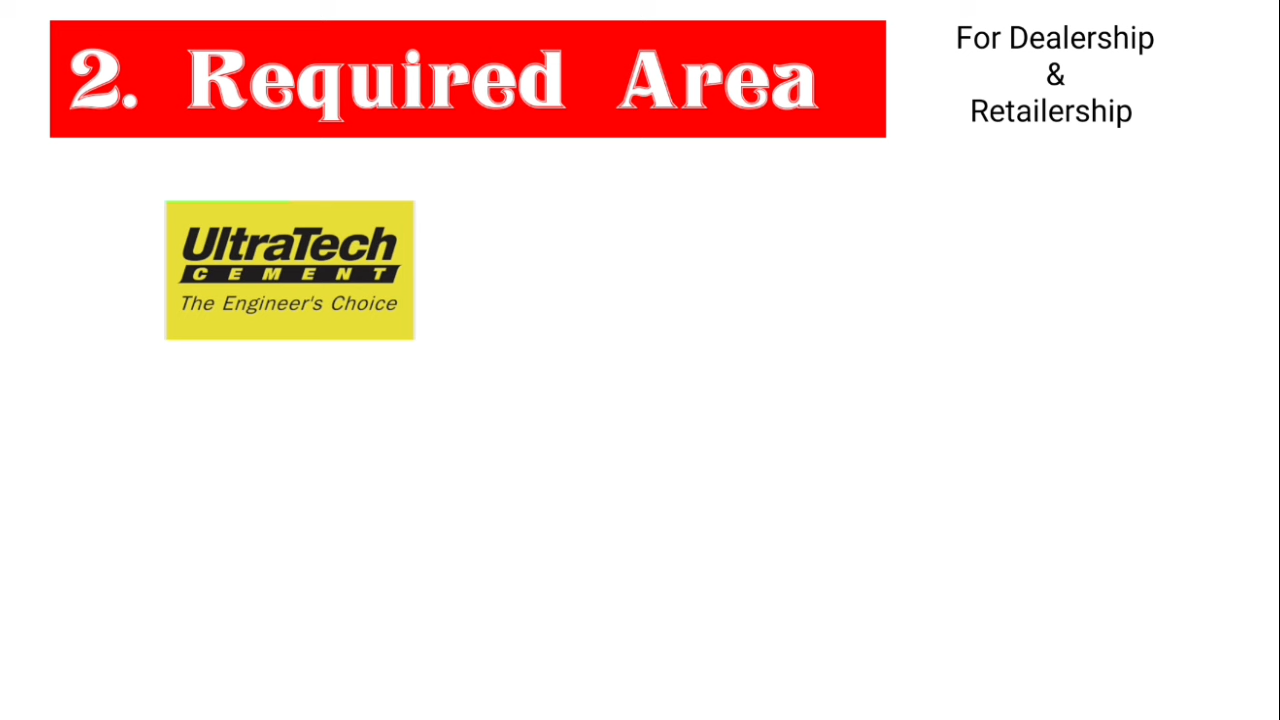 2. Required Area
For Dealership
&
Retailership
UltraTech
CEMENT
The Engineer's Choice